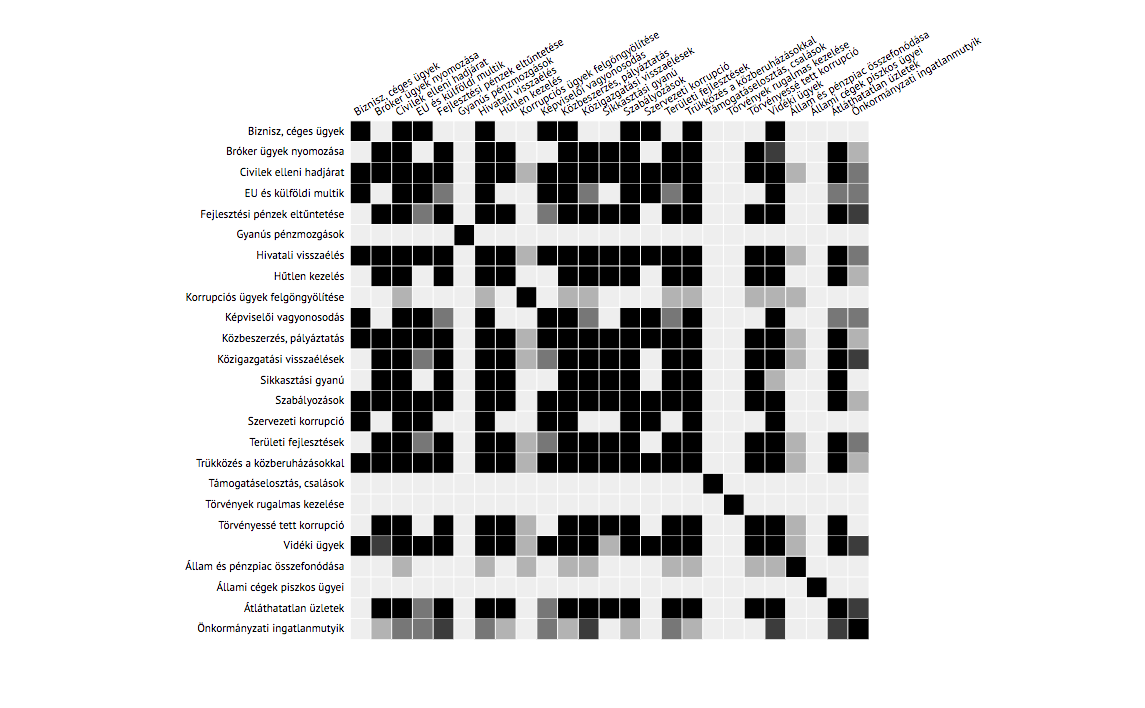 Biznisz, céges ügyek
Bróker ügyek nyomozása
Civilek elleni hadjárat
EU és külföldi multik
Fejlesztési pénzek eltűntetése
Gyanús pénzmozgások
Hivatali visszaélés
Hűtlen kezelés
Korrupciós ügyek felgöngyölítése
Képviselői vagyonosodás
Közbeszerzés, pályáztatás
Közigazgatási visszaélések
Sikkasztási gyanú
Szabályozások
Szervezeti korrupció
Területi fejlesztések
Trükközés a közberuházásokkal
Támogatáselosztás, csalások
Törvények rugalmas kezelése
Törvényessé tett korrupció
Vidéki ügyek
Állam és pénzpiac összefonódása
Állami cégek piszkos ügyei
Átláthatatlan üzletek
Önkormányzati ingatlanmutyik
Biznisz, céges ügyek
Bróker ügyek nyomozása
Civilek elleni hadjárat
EU és külföldi multik
Fejlesztési pénzek eltűntetése
Gyanús pénzmozgások
Hivatali visszaélés
Hűtlen kezelés
Korrupciós ügyek felgöngyölítése
Képviselői vagyonosodás
Közbeszerzés, pályáztatás
Közigazgatási visszaélések
Sikkasztási gyanú
Szabályozások
Szervezeti korrupció
Területi fejlesztések
Trükközés a közberuházásokkal
Támogatáselosztás, csalások
Törvények rugalmas kezelése
Törvényessé tett korrupció
Vidéki ügyek
Állam és pénzpiac összefonódása
Állami cégek piszkos ügyei
Átláthatatlan üzletek
Önkormányzati ingatlanmutyik